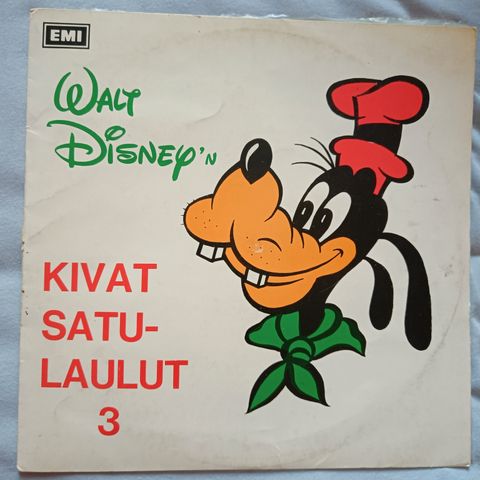 EMI
WALT
DISNEY'N
KIVAT
SATU-
LAULUT
3